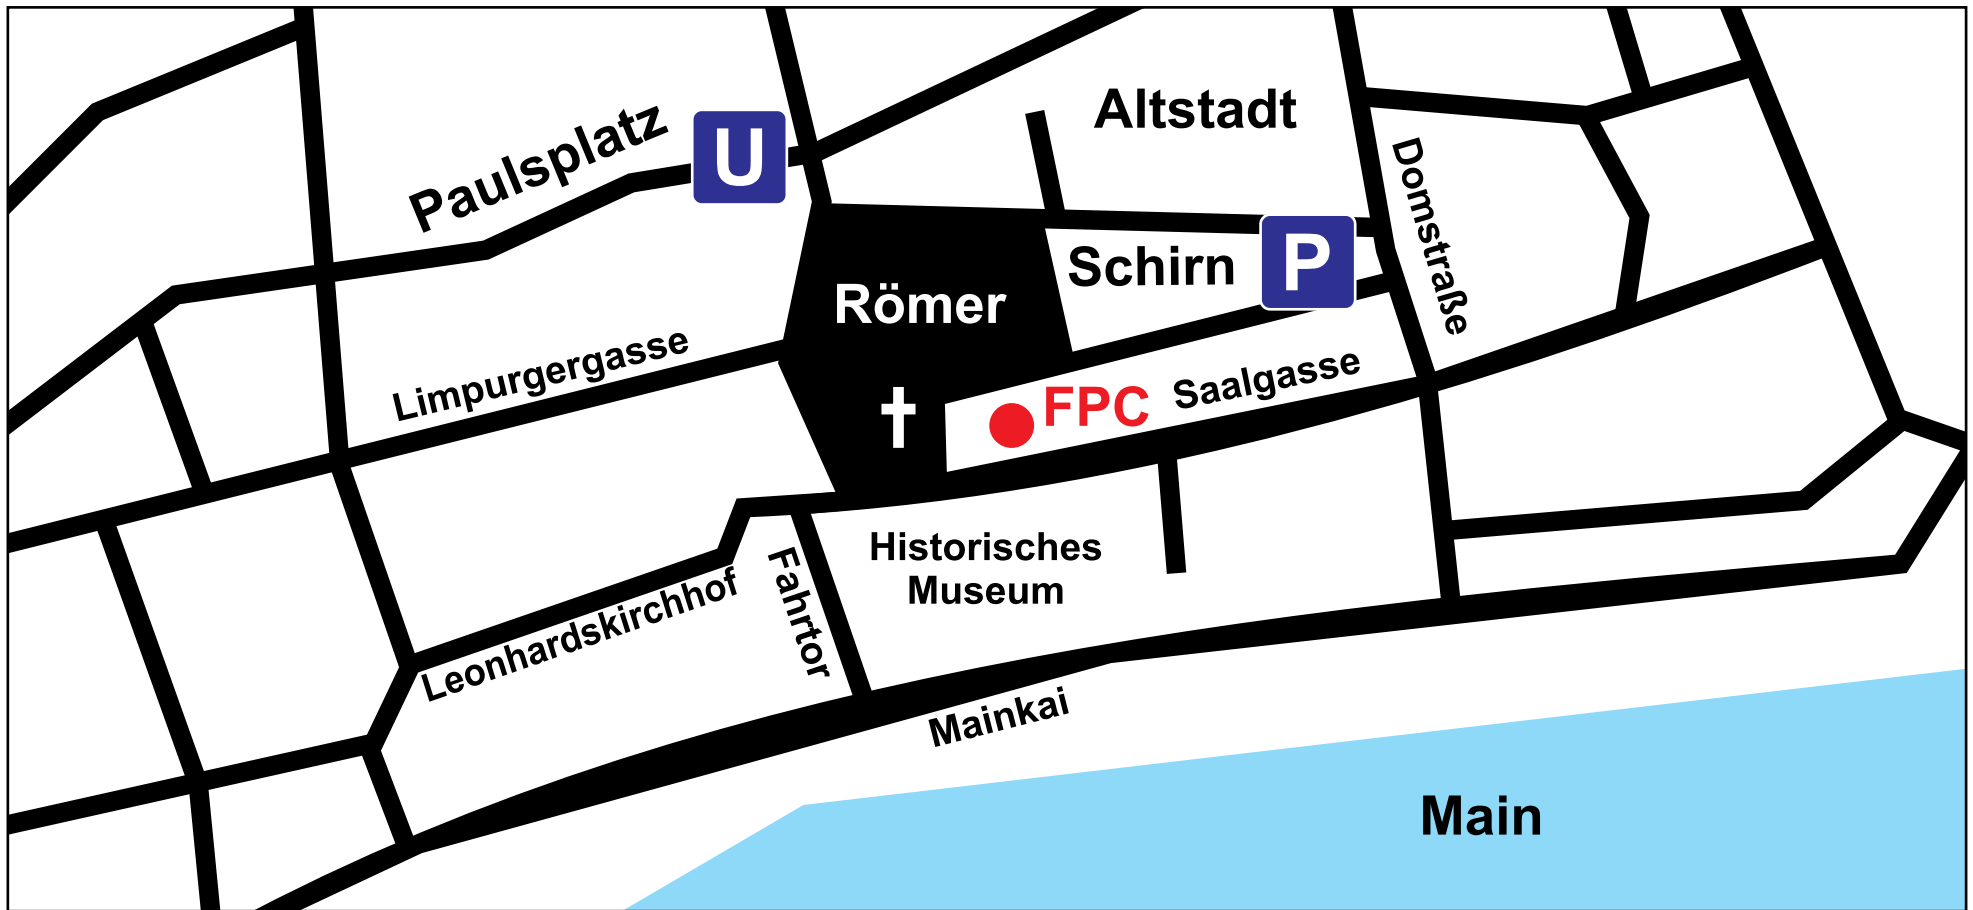 Altstadt
Paulsplatz
U
Domstraße
Schirn
P
Römer
Limpurgergasse
Saalgasse
FPC
Historisches
Museum
Fahrtor
Leonhardskirchhof
Mainkai
Main